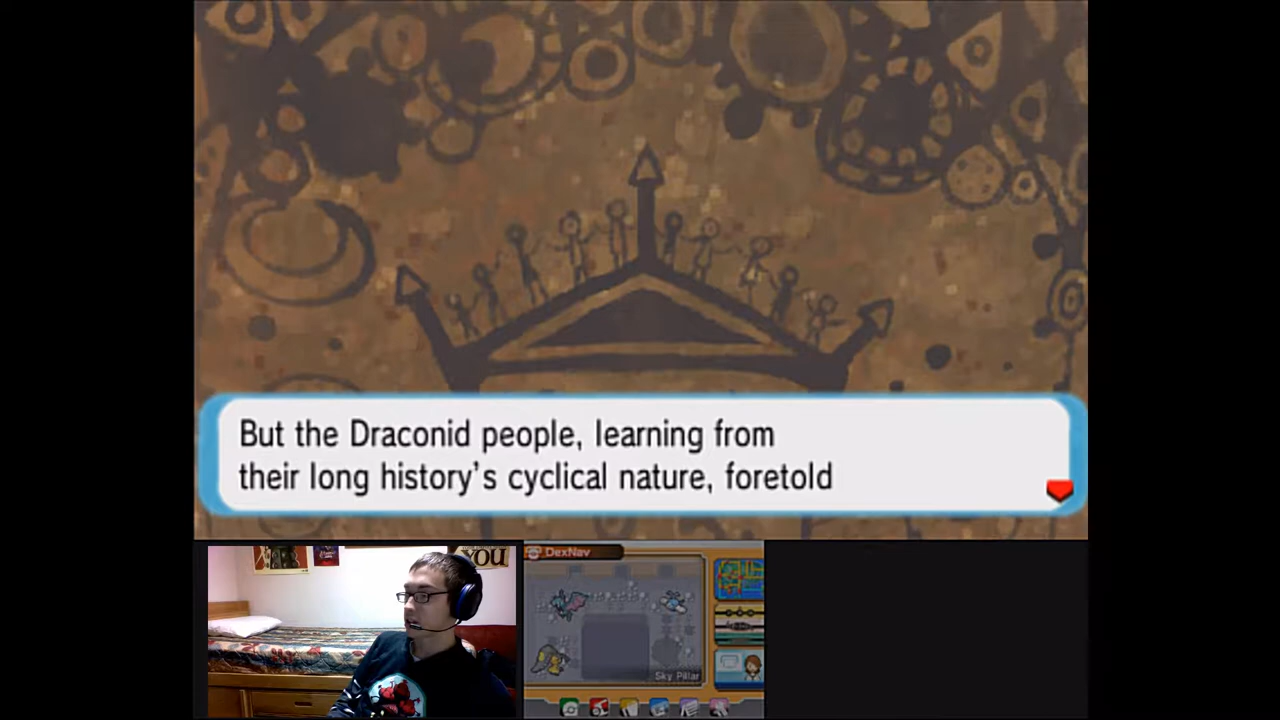 But the Draconid people, learning from
their long history's cyclical nature, foretold
YOU
DexNav
Sky Pillar